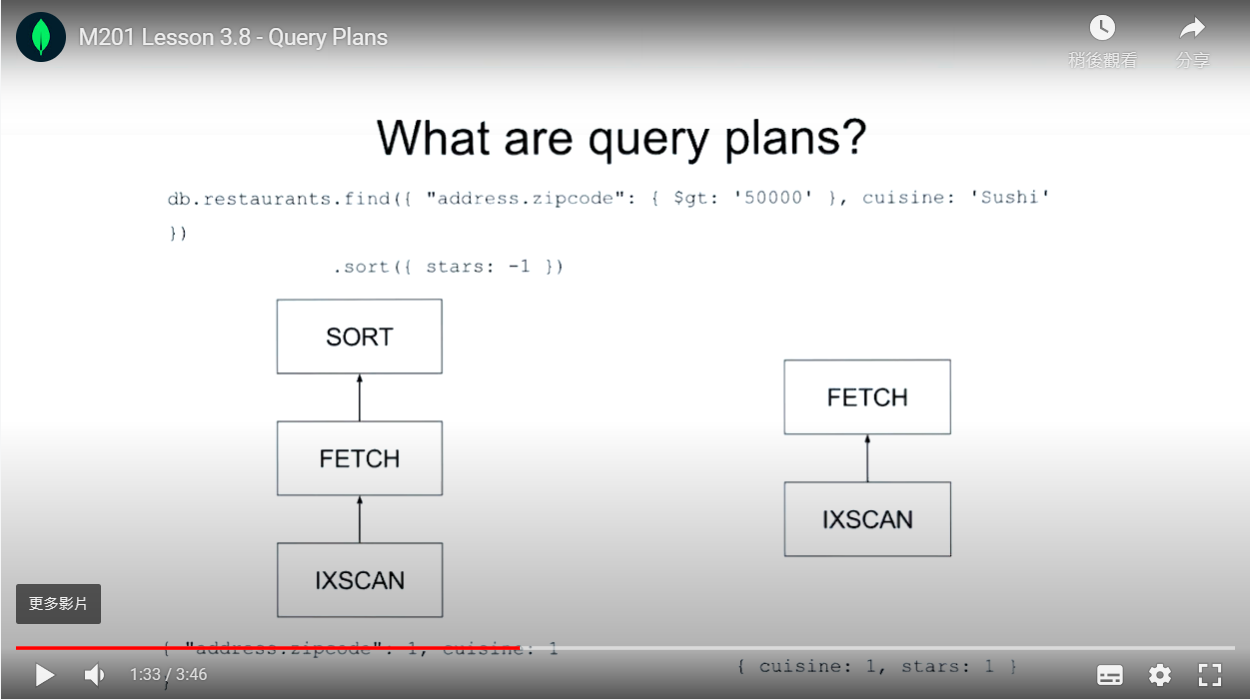 M201 Lesson 3.8 - Query Plans
稍後觀看
分享
What are query plans?
db.restaurants.find({ "address.zipcode": { $gt: '50000' }, cuisine: 'Sushi'
})
.sort({ stars: -1 })
SORT
FETCH
IXSCAN
FETCH
IXSCAN
更多影片
{ "address.zipcode": 1, cuisine: 1
}
{ cuisine: 1, stars: 1 }
1:33 / 3:46